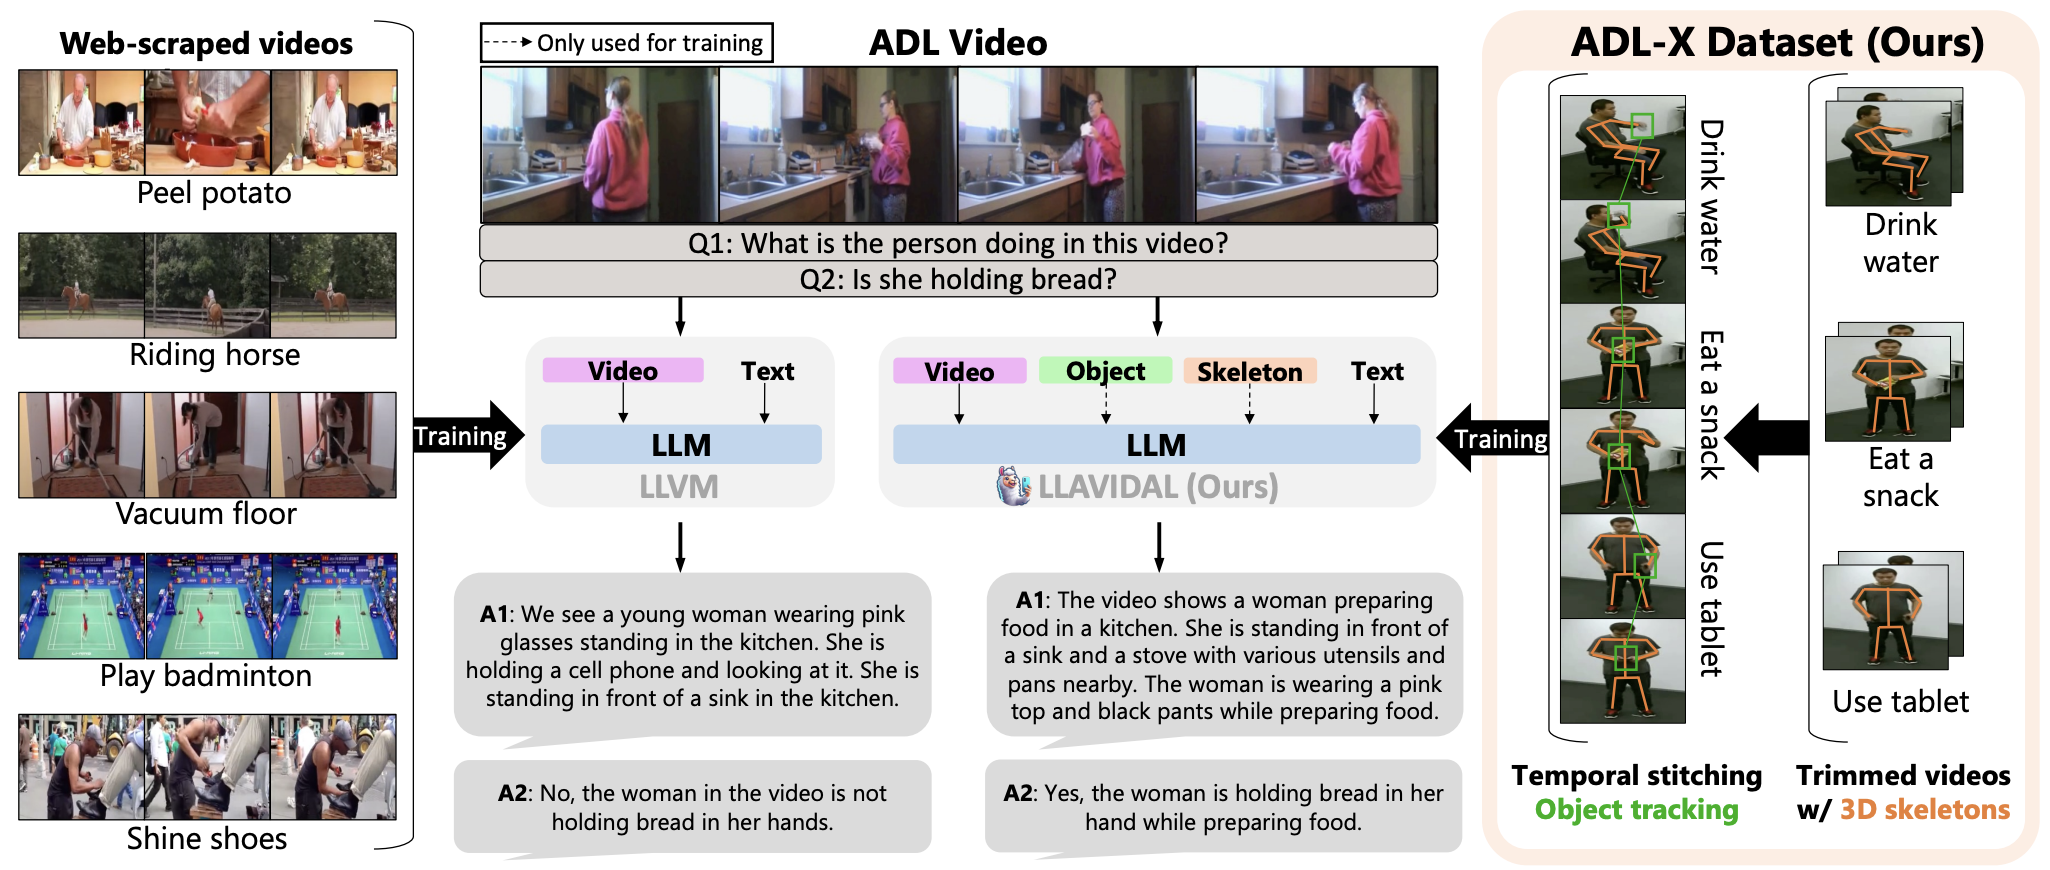 Web-scraped videos
Peel potato
Riding horse
Vacuum floor
Play badminton
Shine shoes
Training
Only used for training
ADL Video
Q1: What is the person doing in this video?
Q2: Is she holding bread?
Video
Text
LLM
LLVM
Video
Object
Skeleton
Text
LLM
LLAVIDAL (Ours)
A1: We see a young woman wearing pink
glasses standing in the kitchen. She is
holding a cell phone and looking at it. She is
standing in front of a sink in the kitchen.
A2: No, the woman in the video is not
holding bread in her hands.
A1: The video shows a woman preparing
food in a kitchen. She is standing in front of
a sink and a stove with various utensils and
pans nearby. The woman is wearing a pink
top and black pants while preparing food.
A2: Yes, the woman is holding bread in her
hand while preparing food.
Training
ADL-X Dataset (Ours)
Drink water
Eat a snack
Use tablet
Temporal stitching
Object tracking
Drink
water
Eat a
snack
Use tablet
Trimmed videos
w/ 3D skeletons